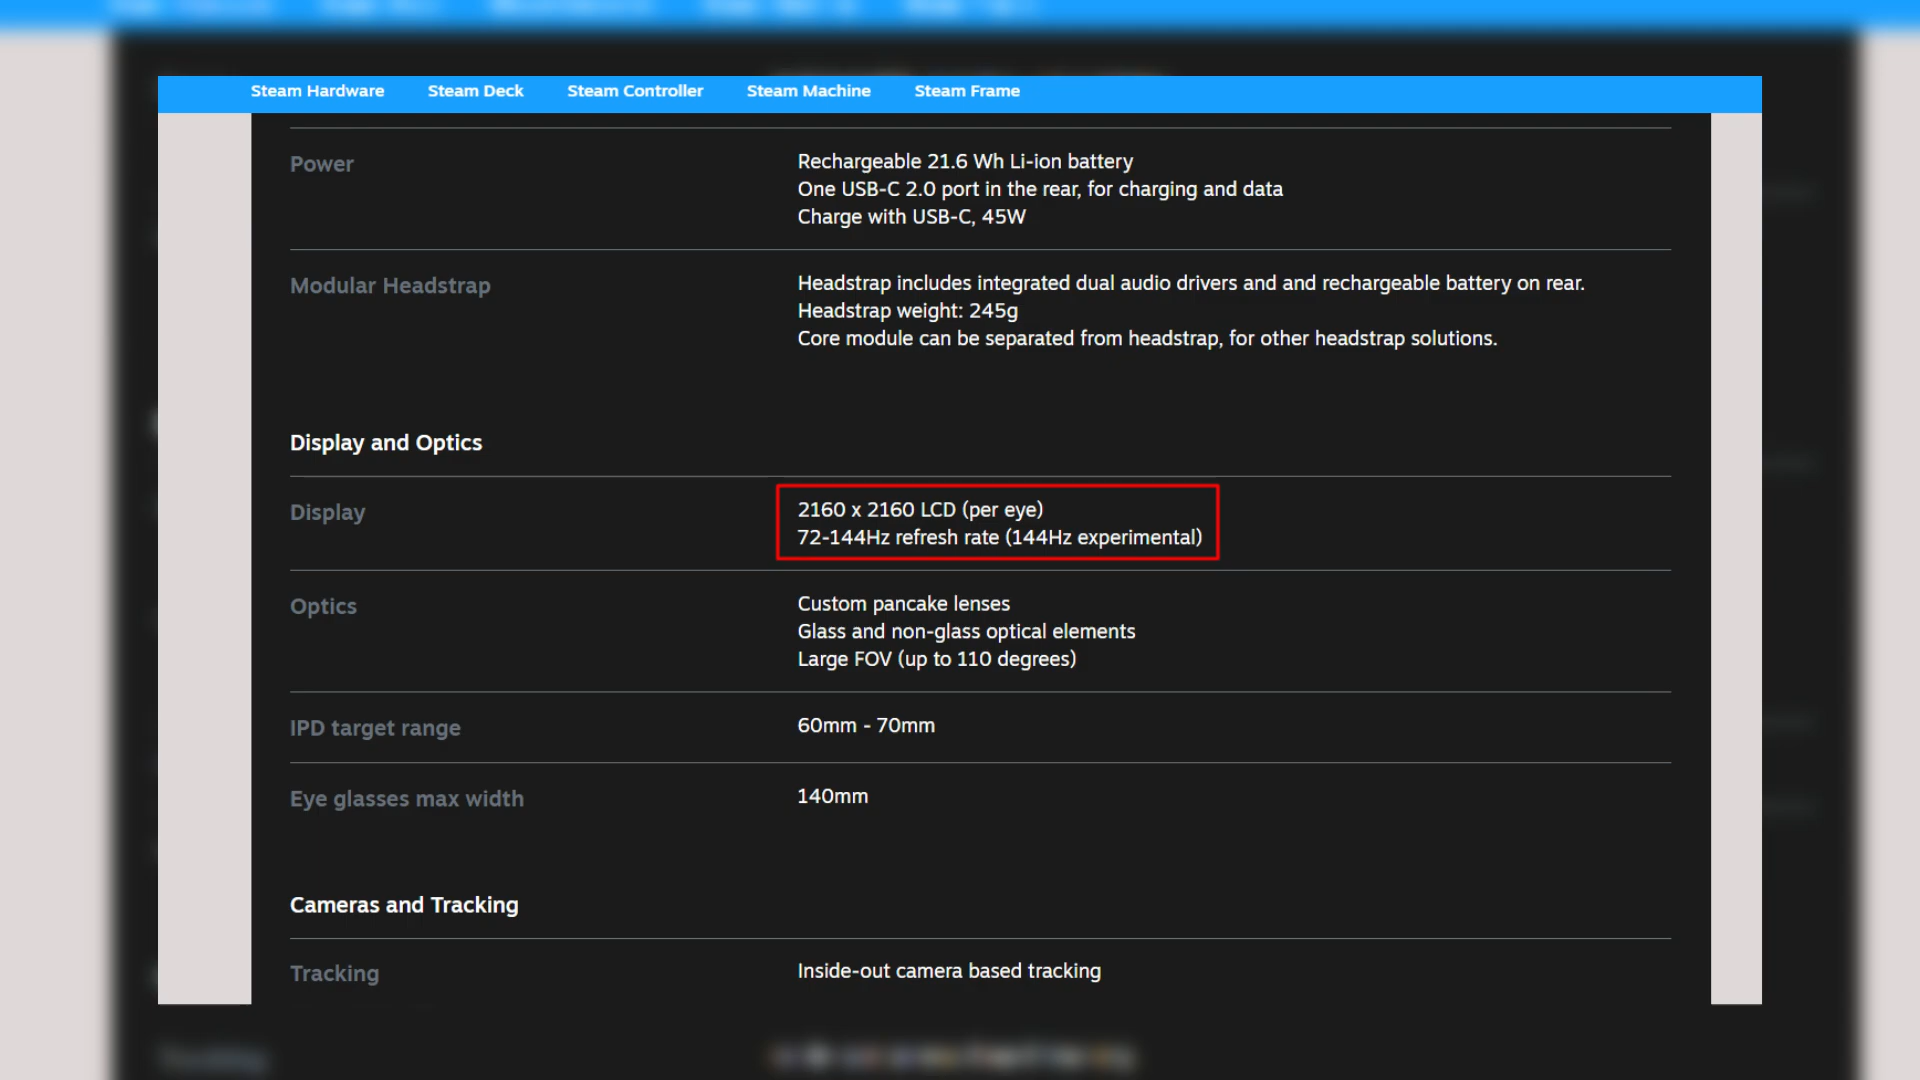 Steam Hardware Steam Deck Steam Controller Steam Machine Steam Frame
Power
Rechargeable 21.6 Wh Li-ion battery
One USB-C 2.0 port in the rear, for charging and data
Charge with USB-C, 45W
Modular Headstrap
Headstrap includes integrated dual audio drivers and and rechargeable battery on rear.
Headstrap weight: 245g
Core module can be separated from headstrap, for other headstrap solutions.
Display and Optics
Display
2160 x 2160 LCD (per eye)
72-144Hz refresh rate (144Hz experimental)
Optics
Custom pancake lenses
Glass and non-glass optical elements
Large FOV (up to 110 degrees)
IPD target range
60mm - 70mm
Eye glasses max width
140mm
Cameras and Tracking
Tracking
Inside-out camera based tracking